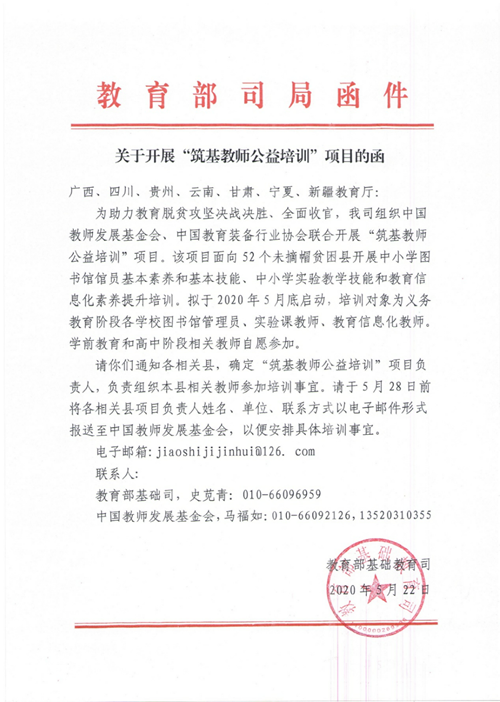 教育部司局函件
关于开展“筑基教师公益培训”项目的函
广西、四川、贵州、云南、甘肃、宁夏、新疆教育厅：
为助力教育脱贫攻坚决战决胜、全面收官，我司组织中国
教师发展基金会、中国教育装备行业协会联合开展“筑基教师
公益培训”项目。该项目面向52个未摘帽贫困县开展中小学图
书馆馆员基本素养和基本技能、中小学实验教学技能和教育信
息化素养提升培训。拟于2020年5月底启动，培训对象为义务
教育阶段各学校图书馆管理员、实验课教师、教育信息化教师。
学前教育和高中阶段相关教师自愿参加。
请你们通知各相关县，确定“筑基教师公益培训”项目负
责人，负责组织本县相关教师参加培训事宜。请于5月28日前
将各相关县项目负责人姓名、单位、联系方式以电子邮件形式
报送至中国教师发展基金会，以便安排具体培训事宜。
电子邮箱:jiaoshijijinhui@126. com
联系人:
教育部基础司，史苋青：010-66096959
中国教师发展基金会，马福如:010-66092126,13520310355
教育部基础教育司
2020年5月22日